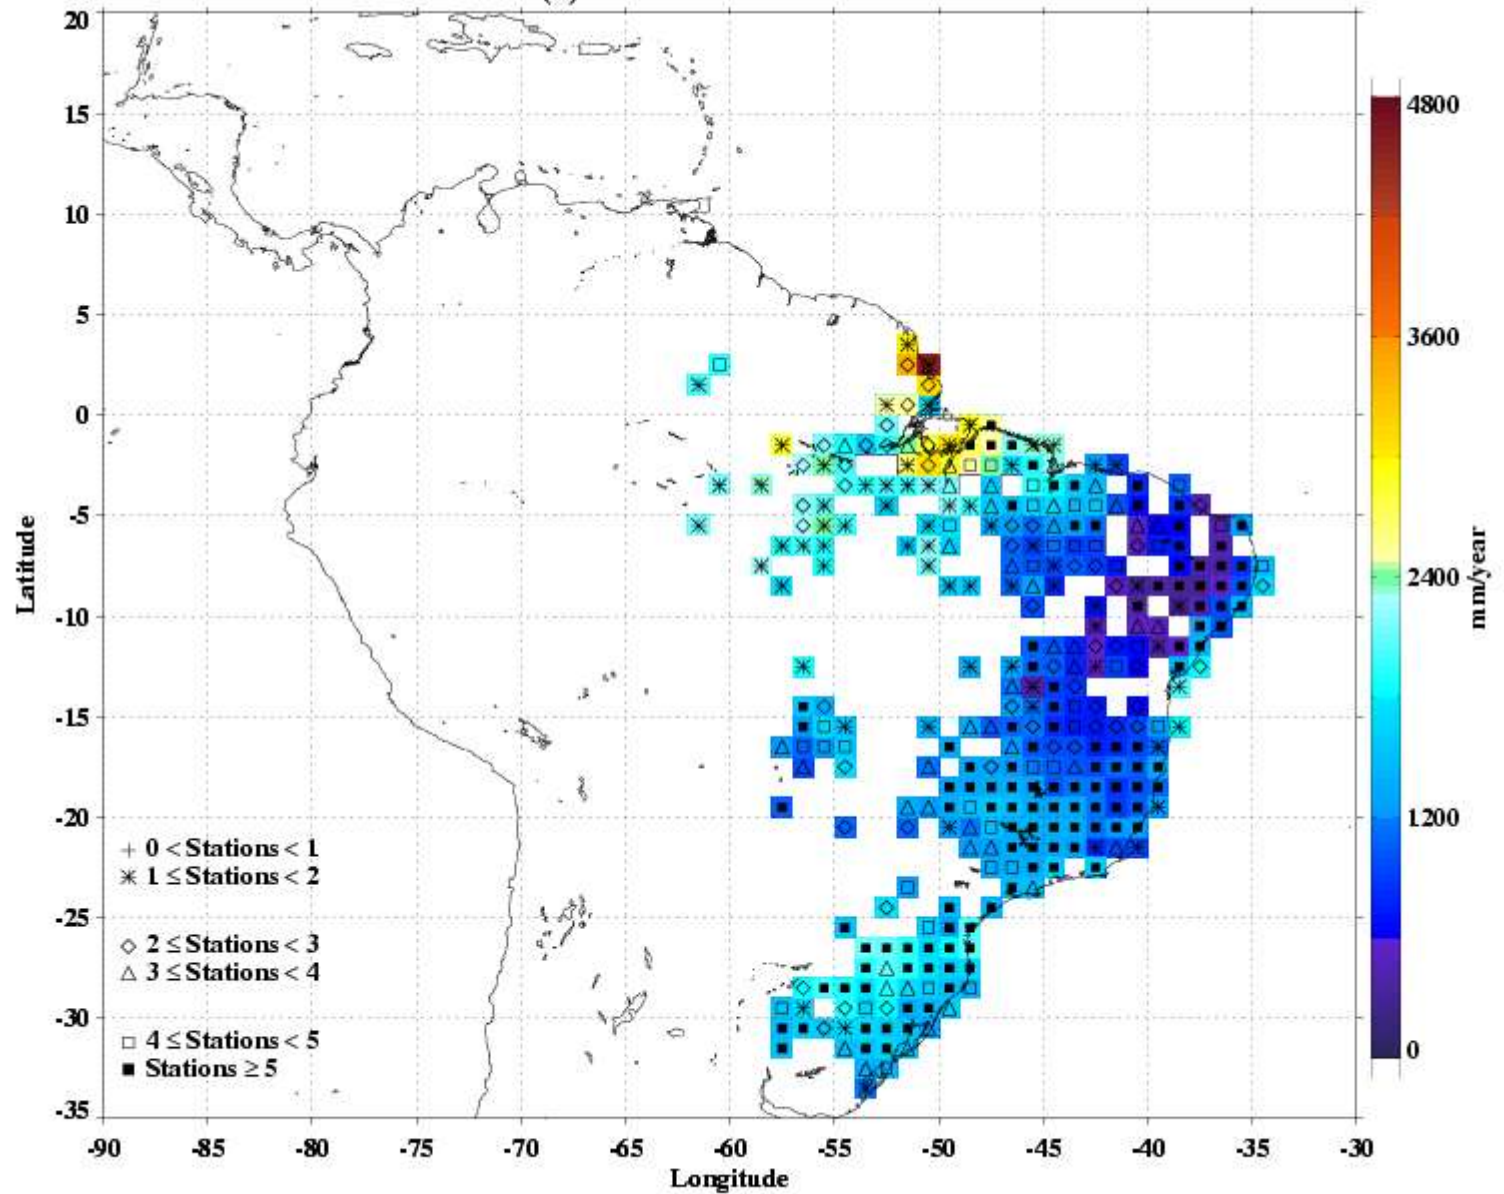 20
15
10
5
0
-5
-10
-15
-20
-25
-30
-35
Latitude
-90 -85 -80 -75 -70 -65 -60 -55 -50 -45 -40 -35 -30
Longitude
0 < Stations < 1
1 ≤ Stations < 2
2 ≤ Stations < 3
3 ≤ Stations < 4
4 ≤ Stations < 5
Stations ≥ 5
4800
3600
2400
1200
0
mm/year